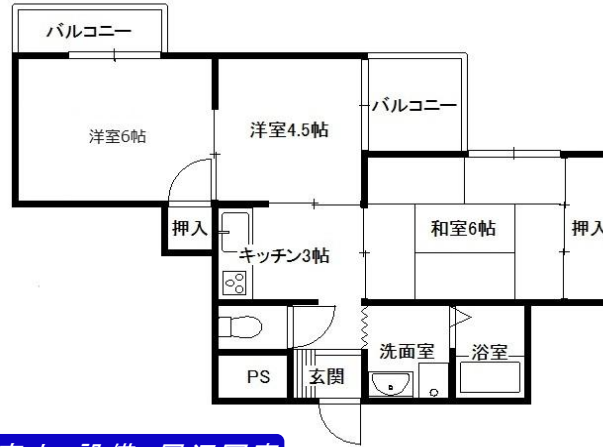 バルコニー
洋室6帖
洋室4.5帖
バルコニー
押入
キッチン3帖
和室6帖
押入
洗面室
浴室
PS
玄関